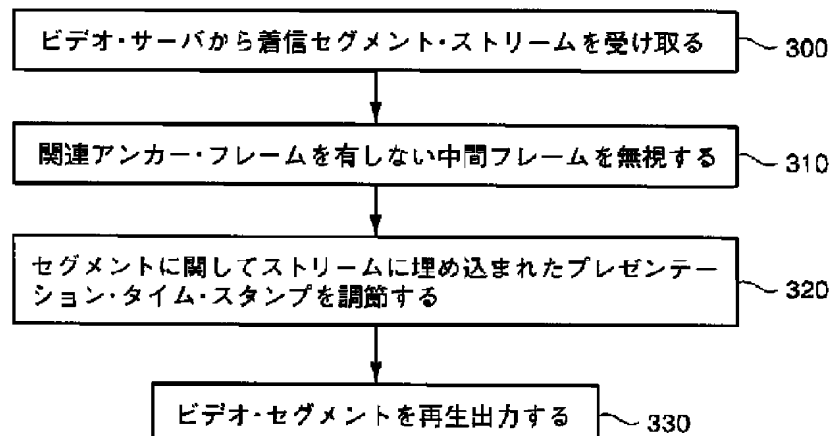 ビデオ・サーバから着信セグメント・ストリームを受け取る
300
関連アンカー・フレームを有しない中間フレームを無視する
310
セグメントに関してストリームに埋め込まれたプレゼンテー
ション・タイム・スタンプを調節する
320
ビデオ・セグメントを再生出力する
330